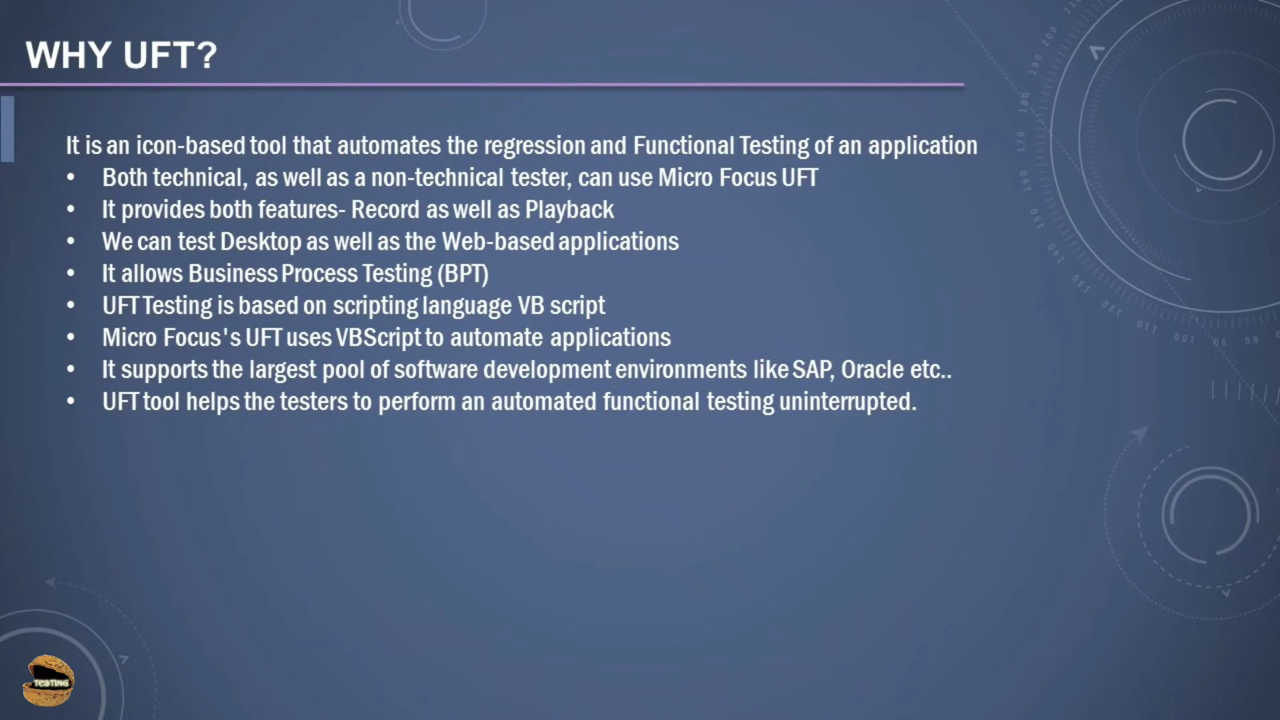 WHY UFT?
It is an icon-based tool that automates the regression and Functional Testing of an application
• Both technical, as well as a non-technical tester, can use Micro Focus UFT
• It provides both features- Record as well as Playback
• We can test Desktop as well as the Web-based applications
• It allows Business Process Testing (BPT)
• UFT Testing is based on scripting language VB script
• Micro Focus's UFT uses VBScript to automate applications
• It supports the largest pool of software development environments like SAP, Oracle etc..
• UFT tool helps the testers to perform an automated functional testing uninterrupted.
TESTING